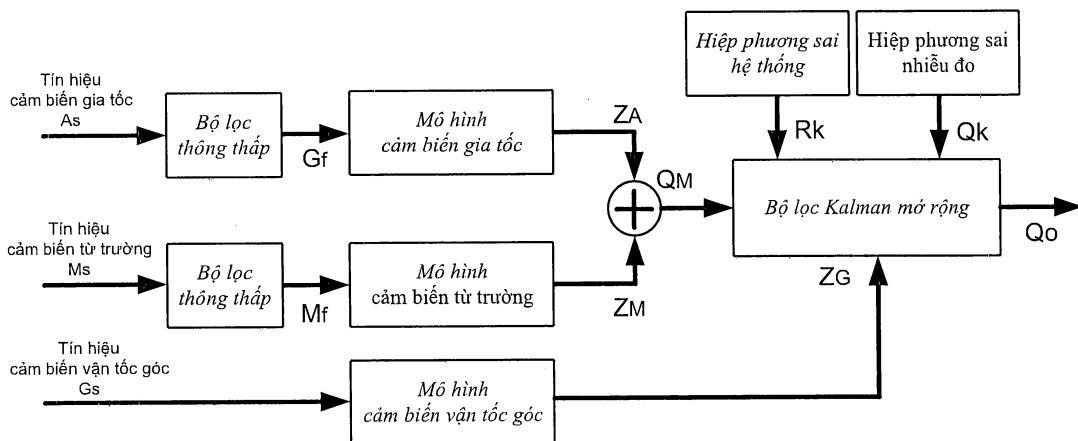 Hiệp phương sai
hệ thống
Hiệp phương sai
nhiễu đo
Tín hiệu
cảm biến gia tốc
As
Bộ lọc
thông thấp
Gf
Mô hình
cảm biến gia tốc
ZA
Rk
Qk
QM
Bộ lọc Kalman mở rộng
Qo
Tín hiệu
cảm biến từ trường
Ms
Bộ lọc
thông thấp
Mf
Mô hình
cảm biến từ trường
ZM
ZG
Tín hiệu
cảm biến vận tốc góc
Gs
Mô hình
cảm biến vận tốc góc